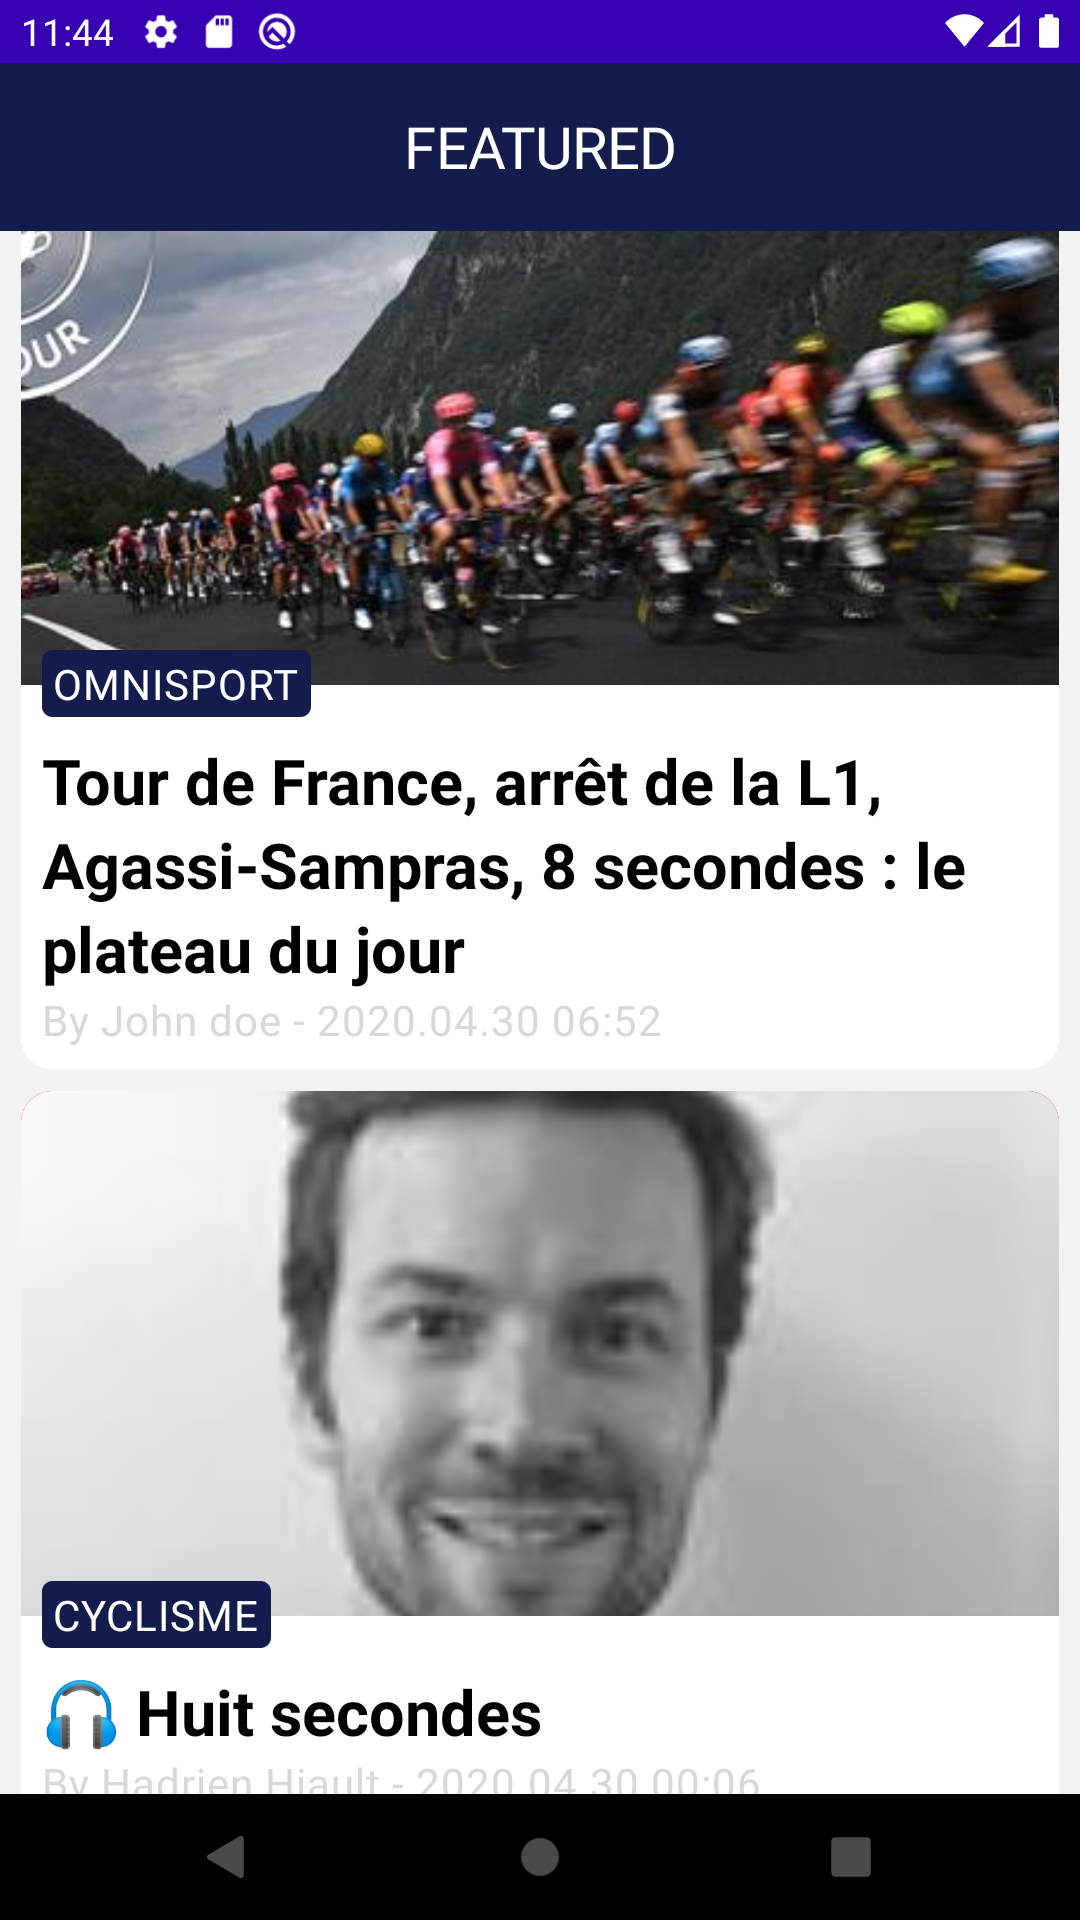 11:44
FEATURED
OUR
OMNISPORT
Tour de France, arrêt de la L1,
Agassi-Sampras, 8 secondes : le
plateau du jour
By John doe - 2020.04.30 06:52
CYCLISME
🎧 Huit secondes
By Hadrien Hiault - 2020.04.30 00:06